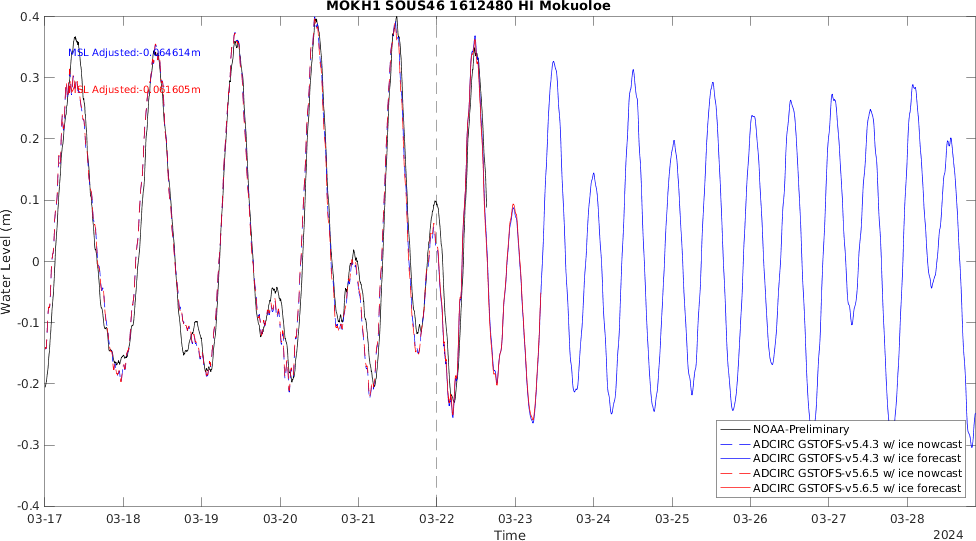 MOKH1 SOUS46 1612480 HI Mokuoloe
0.4
MSL Adjusted:-0.064614m
0.3
MSL Adjusted:-0.061605m
0.2
0.1
Water Level (m)
0
-0.1
-0.2
-0.3
-0.4
NOAA-Preliminary
ADCIRC GSTOFS-v5.4.3 w/ ice nowcast
ADCIRC GSTOFS-v5.4.3 w/ ice forecast
ADCIRC GSTOFS-v5.6.5 w/ ice nowcast
ADCIRC GSTOFS-v5.6.5 w/ ice forecast
03-17 03-18 03-19 03-20 03-21 03-22 03-23 03-24 03-25 03-26 03-27 03-28
Time
2024